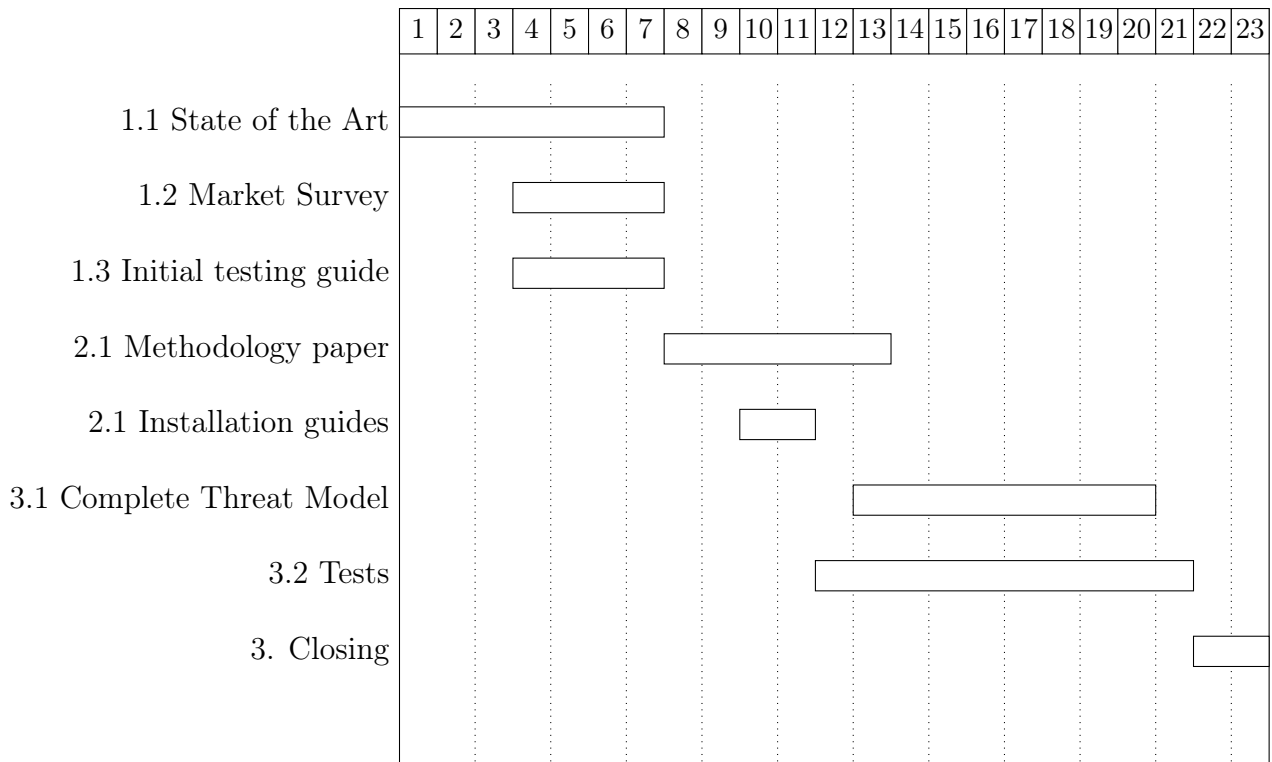 1 2 3 4 5 6 7 8 9 10 11 12 13 14 15 16 17 18 19 20 21 22 23
1.1 State of the Art
1.2 Market Survey
1.3 Initial testing guide
2.1 Methodology paper
2.1 Installation guides
3.1 Complete Threat Model
3.2 Tests
3. Closing